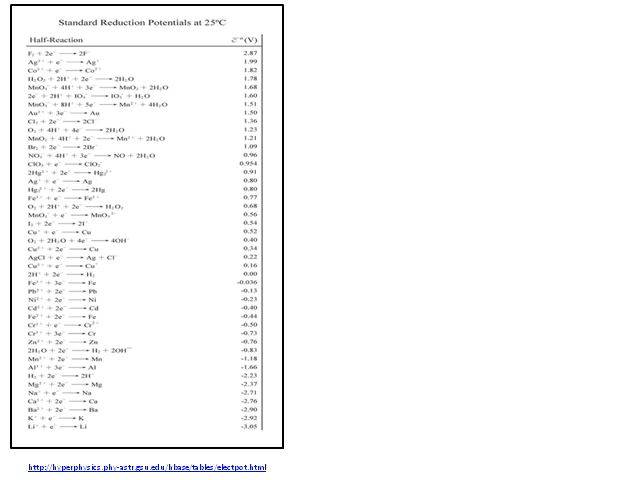 Standard Reduction Potentials at 25°C
Half-Reaction ℰ°(V)
F₂ + 2e⁻ ⟶ 2F⁻ 2.87
Ag²⁺ + e⁻ ⟶ Ag⁺ 1.99
Co³⁺ + e⁻ ⟶ Co²⁺ 1.82
H₂O₂ + 2H⁺ + 2e⁻ ⟶ 2H₂O 1.78
MnO₄⁻ + 4H⁺ + 3e⁻ ⟶ MnO₂ + 2H₂O 1.68
2e⁻ + 2H⁺ + IO₄⁻ ⟶ IO₃⁻ + H₂O 1.60
MnO₄⁻ + 8H⁺ + 5e⁻ ⟶ Mn²⁺ + 4H₂O 1.51
Au³⁺ + 3e⁻ ⟶ Au 1.50
Cl₂ + 2e⁻ ⟶ 2Cl⁻ 1.36
O₂ + 4H⁺ + 4e⁻ ⟶ 2H₂O 1.23
MnO₂ + 4H⁺ + 2e⁻ ⟶ Mn²⁺ + 2H₂O 1.21
Br₂ + 2e⁻ ⟶ 2Br⁻ 1.09
NO₃⁻ + 4H⁺ + 3e⁻ ⟶ NO + 2H₂O 0.96
ClO₂ + e⁻ ⟶ ClO₂⁻ 0.954
2Hg²⁺ + 2e⁻ ⟶ Hg₂²⁺ 0.91
Ag⁺ + e⁻ ⟶ Ag 0.80
Hg₂²⁺ + 2e⁻ ⟶ 2Hg 0.80
Fe³⁺ + e⁻ ⟶ Fe²⁺ 0.77
O₂ + 2H⁺ + 2e⁻ ⟶ H₂O₂ 0.68
MnO₄⁻ + e⁻ ⟶ MnO₄²⁻ 0.56
I₂ + 2e⁻ ⟶ 2I⁻ 0.54
Cu⁺ + e⁻ ⟶ Cu 0.52
O₂ + 2H₂O + 4e⁻ ⟶ 4OH⁻ 0.40
Cu²⁺ + 2e⁻ ⟶ Cu 0.34
AgCl + e⁻ ⟶ Ag + Cl⁻ 0.22
Cu²⁺ + e⁻ ⟶ Cu⁺ 0.16
2H⁺ + 2e⁻ ⟶ H₂ 0.00
Fe³⁺ + 3e⁻ ⟶ Fe -0.036
Pb²⁺ + 2e⁻ ⟶ Pb -0.13
Ni²⁺ + 2e⁻ ⟶ Ni -0.23
Cd²⁺ + 2e⁻ ⟶ Cd -0.40
Fe²⁺ + 2e⁻ ⟶ Fe -0.44
Cr³⁺ + e⁻ ⟶ Cr²⁺ -0.50
Cr³⁺ + 3e⁻ ⟶ Cr -0.73
Zn²⁺ + 2e⁻ ⟶ Zn -0.76
2H₂O + 2e⁻ ⟶ H₂ + 2OH⁻ -0.83
Mn²⁺ + 2e⁻ ⟶ Mn -1.18
Al³⁺ + 3e⁻ ⟶ Al -1.66
H₂ + 2e⁻ ⟶ 2H⁻ -2.23
Mg²⁺ + 2e⁻ ⟶ Mg -2.37
Na⁺ + e⁻ ⟶ Na -2.71
Ca²⁺ + 2e⁻ ⟶ Ca -2.76
Ba²⁺ + 2e⁻ ⟶ Ba -2.90
K⁺ + e⁻ ⟶ K -2.92
Li⁺ + e⁻ ⟶ Li -3.05
http://hyperphysics.phy-astr.gsu.edu/hbase/tables/electpot.html